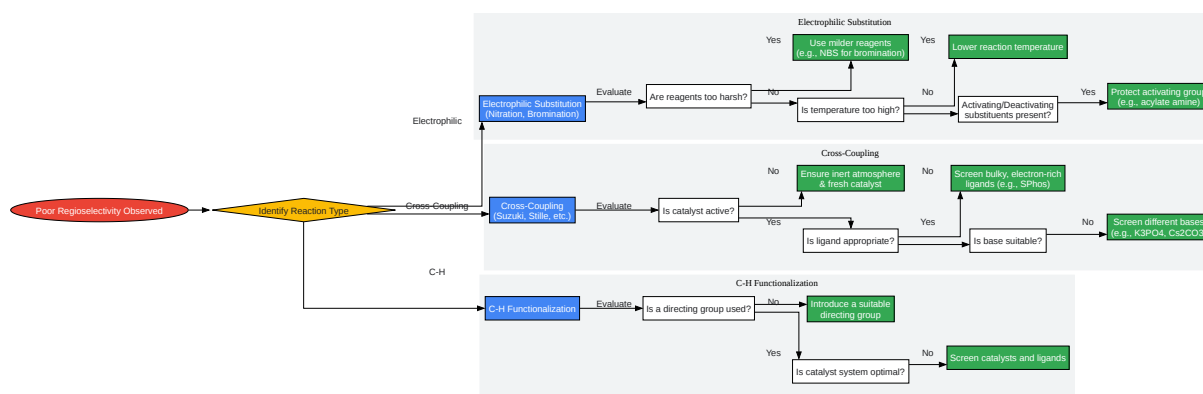 Electrophilic Substitution
Yes
Use milder reagents
(e.g., NBS for bromination)
Yes
Lower reaction temperature
Electrophilic Substitution
(Nitration, Bromination)
Evaluate
Are reagents too harsh?
No
Is temperature too high?
No
Activating/Deactivating
substituents present?
Yes
Protect activating group
(e.g., acylate amine)
Electrophilic
Cross-Coupling
Poor Regioselectivity Observed
Identify Reaction Type
Cross-Coupling
Cross-Coupling
(Suzuki, Stille, etc.)
Evaluate
Is catalyst active?
No
Ensure inert atmosphere
& fresh catalyst
Yes
Is ligand appropriate?
No
Screen bulky, electron-rich
ligands (e.g., SPhos)
Yes
Is base suitable?
No
Screen different bases
(e.g., K3PO4, Cs2CO3
C-H
C-H Functionalization
C-H Functionalization
Evaluate
Is a directing group used?
No
Introduce a suitable
directing group
Yes
Is catalyst system optimal?
No
Screen catalysts and ligands